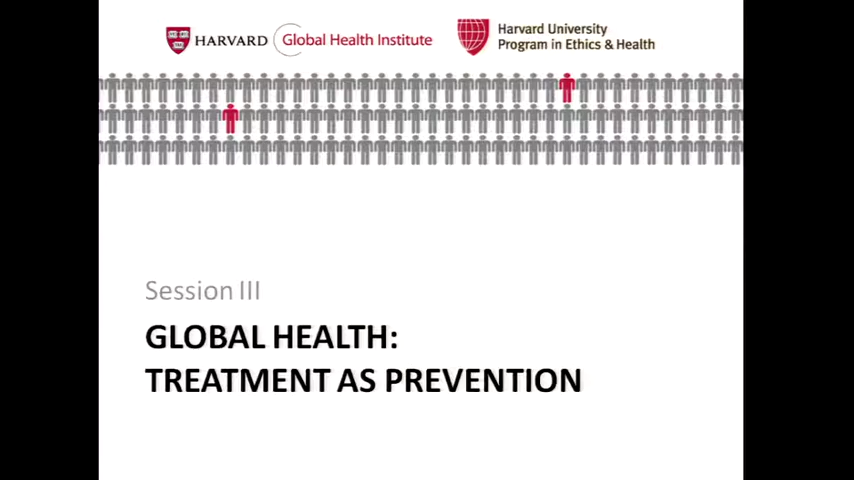 HARVARD Global Health Institute
Harvard University
Program in Ethics & Health
Session III
GLOBAL HEALTH:
TREATMENT AS PREVENTION